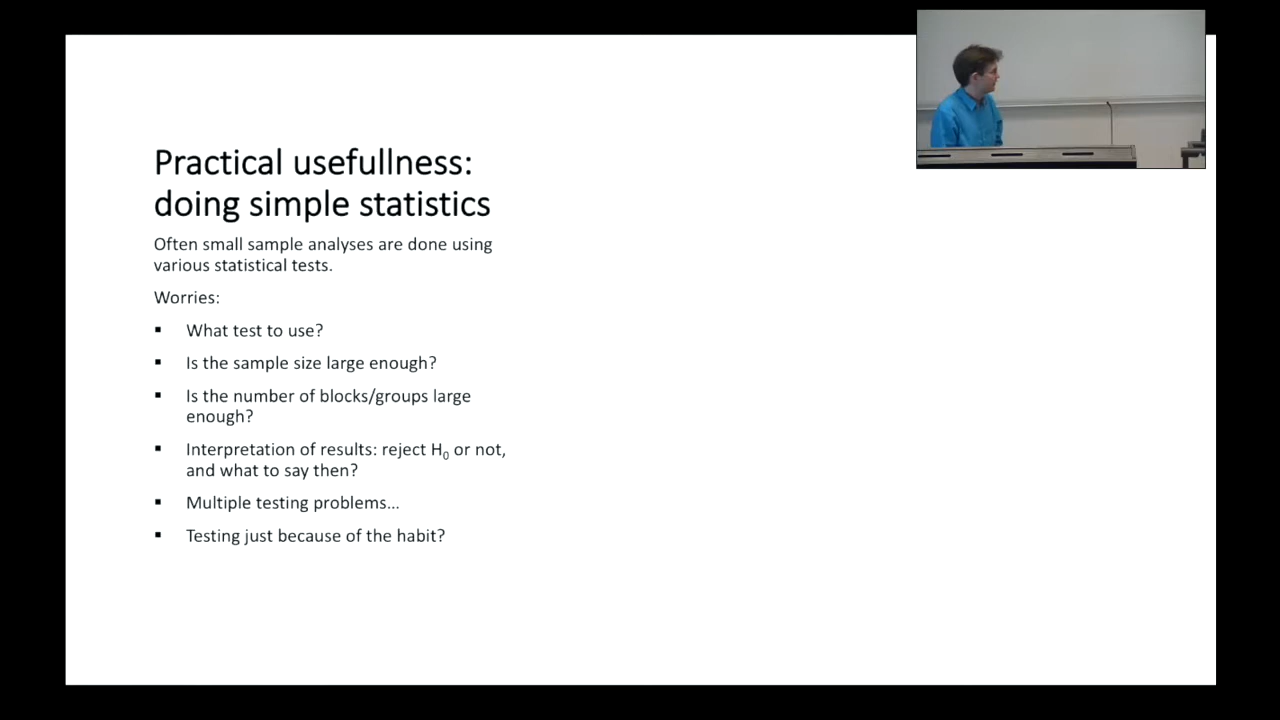 Practical usefullness:
doing simple statistics
Often small sample analyses are done using
various statistical tests.
Worries:
▪ What test to use?
▪ Is the sample size large enough?
▪ Is the number of blocks/groups large
enough?
▪ Interpretation of results: reject H₀ or not,
and what to say then?
▪ Multiple testing problems...
▪ Testing just because of the habit?